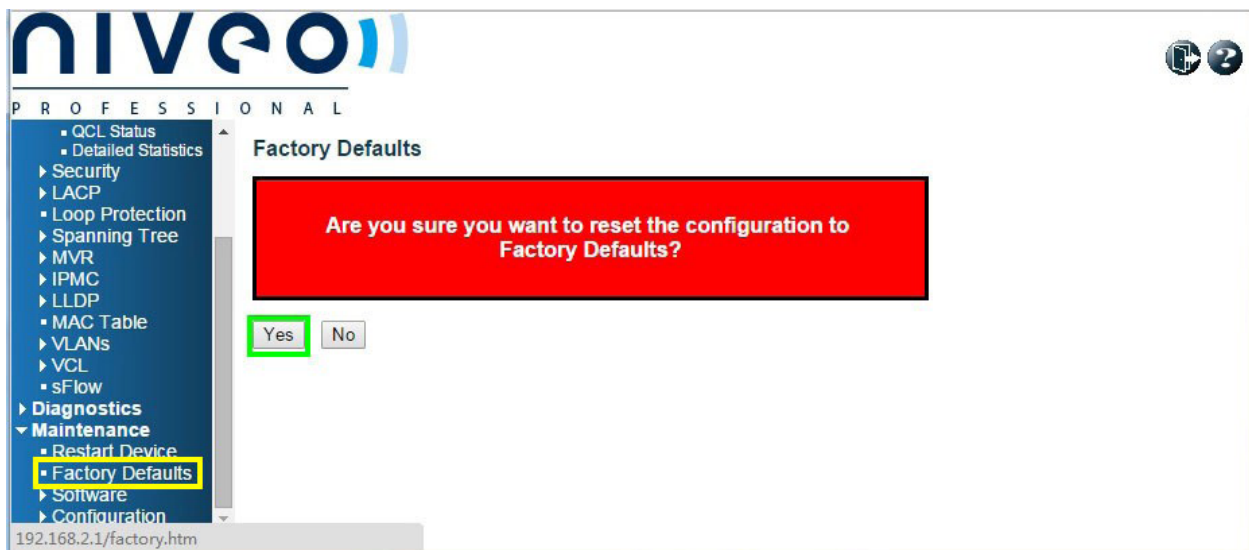 niveo
PROFESSIONAL
QCL Status
Detailed Statistics
Security
LACP
Loop Protection
Spanning Tree
MVR
IPMC
LLDP
MAC Table
VLANs
VCL
sFlow
Diagnostics
Maintenance
Restart Device
Factory Defaults
Software
Configuration
192.168.2.1/factory.htm
Factory Defaults
Are you sure you want to reset the configuration to
Factory Defaults?
Yes No
?